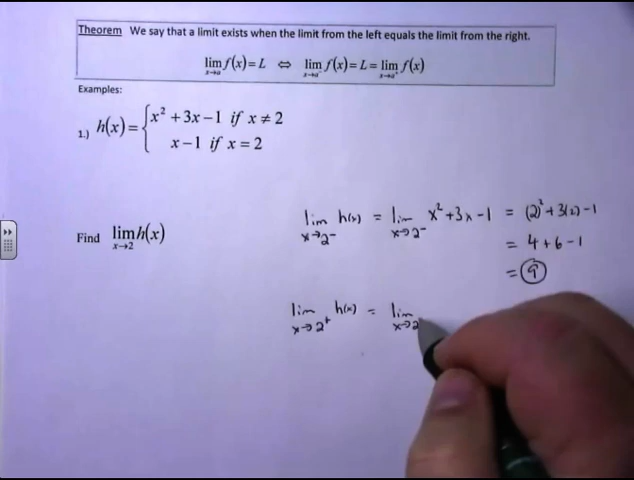 Theorem We say that a limit exists when the limit from the left equals the limit from the right.
lim x→a f(x) = L ⇔ lim x→a⁻ f(x) = L = lim x→a⁺ f(x)
Examples:
1.) h(x) = { x² + 3x − 1 if x ≠ 2
x − 1 if x = 2
Find lim x→2 h(x)
lim x→2⁻ h(x) = lim x→2⁻ x² + 3x − 1 = (2)² + 3(2) − 1
= 4 + 6 − 1
= 9
lim x→2⁺ h(x) = lim x→2